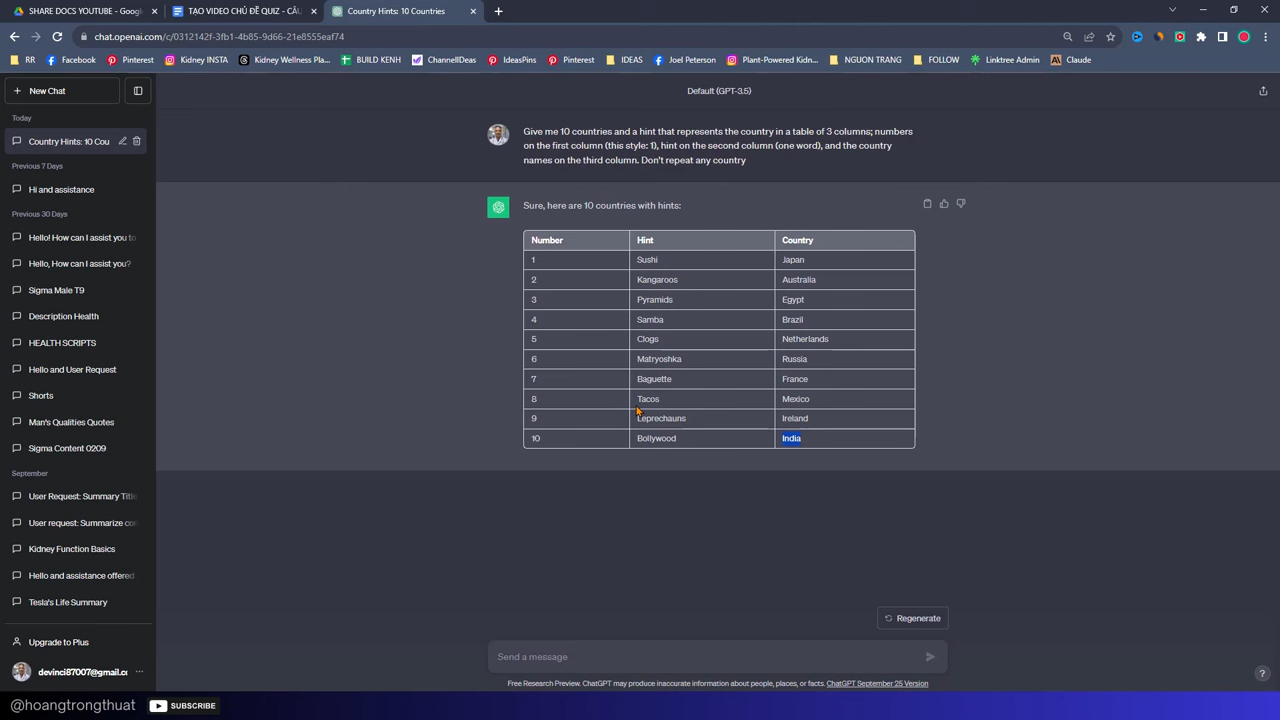 SHARE DOCS YOUTUBE - Google
TẠO VIDEO CHỦ ĐỀ QUIZ - CÂU
Country Hints: 10 Countries
chat.openai.com/c/0312142f-3fb1-4b85-9d66-21e8555eaf74
RR
Facebook
Pinterest
Kidney INSTA
Kidney Wellness Pla...
BUILD KENH
ChannelIDeas
IdeasPins
Pinterest
IDEAS
Joel Peterson
Plant-Powered Kidn...
NGUON TRANG
FOLLOW
Linktree Admin
Claude
New Chat
Default (GPT-3.5)
Today
Country Hints: 10 Cou
Previous 7 Days
Hi and assistance
Previous 30 Days
Hello! How can I assist you to
Hello, How can I assist you?
Sigma Male T9
Description Health
HEALTH SCRIPTS
Hello and User Request
Shorts
Man's Qualities Quotes
Sigma Content 0209
September
User Request: Summary Title
User request: Summarize con
Kidney Function Basics
Hello and assistance offered
Tesla's Life Summary
Upgrade to Plus
devinci87007@gmail.cc
Give me 10 countries and a hint that represents the country in a table of 3 columns; numbers
on the first column (this style: 1), hint on the second column (one word), and the country
names on the third column. Don't repeat any country
Sure, here are 10 countries with hints:
Number Hint Country
1 Sushi Japan
2 Kangaroos Australia
3 Pyramids Egypt
4 Samba Brazil
5 Clogs Netherlands
6 Matryoshka Russia
7 Baguette France
8 Tacos Mexico
9 Leprechauns Ireland
10 Bollywood India
Regenerate
Send a message
Free Research Preview. ChatGPT may produce inaccurate information about people, places, or facts. ChatGPT September 25 Version
@hoangtrongthuat
SUBSCRIBE